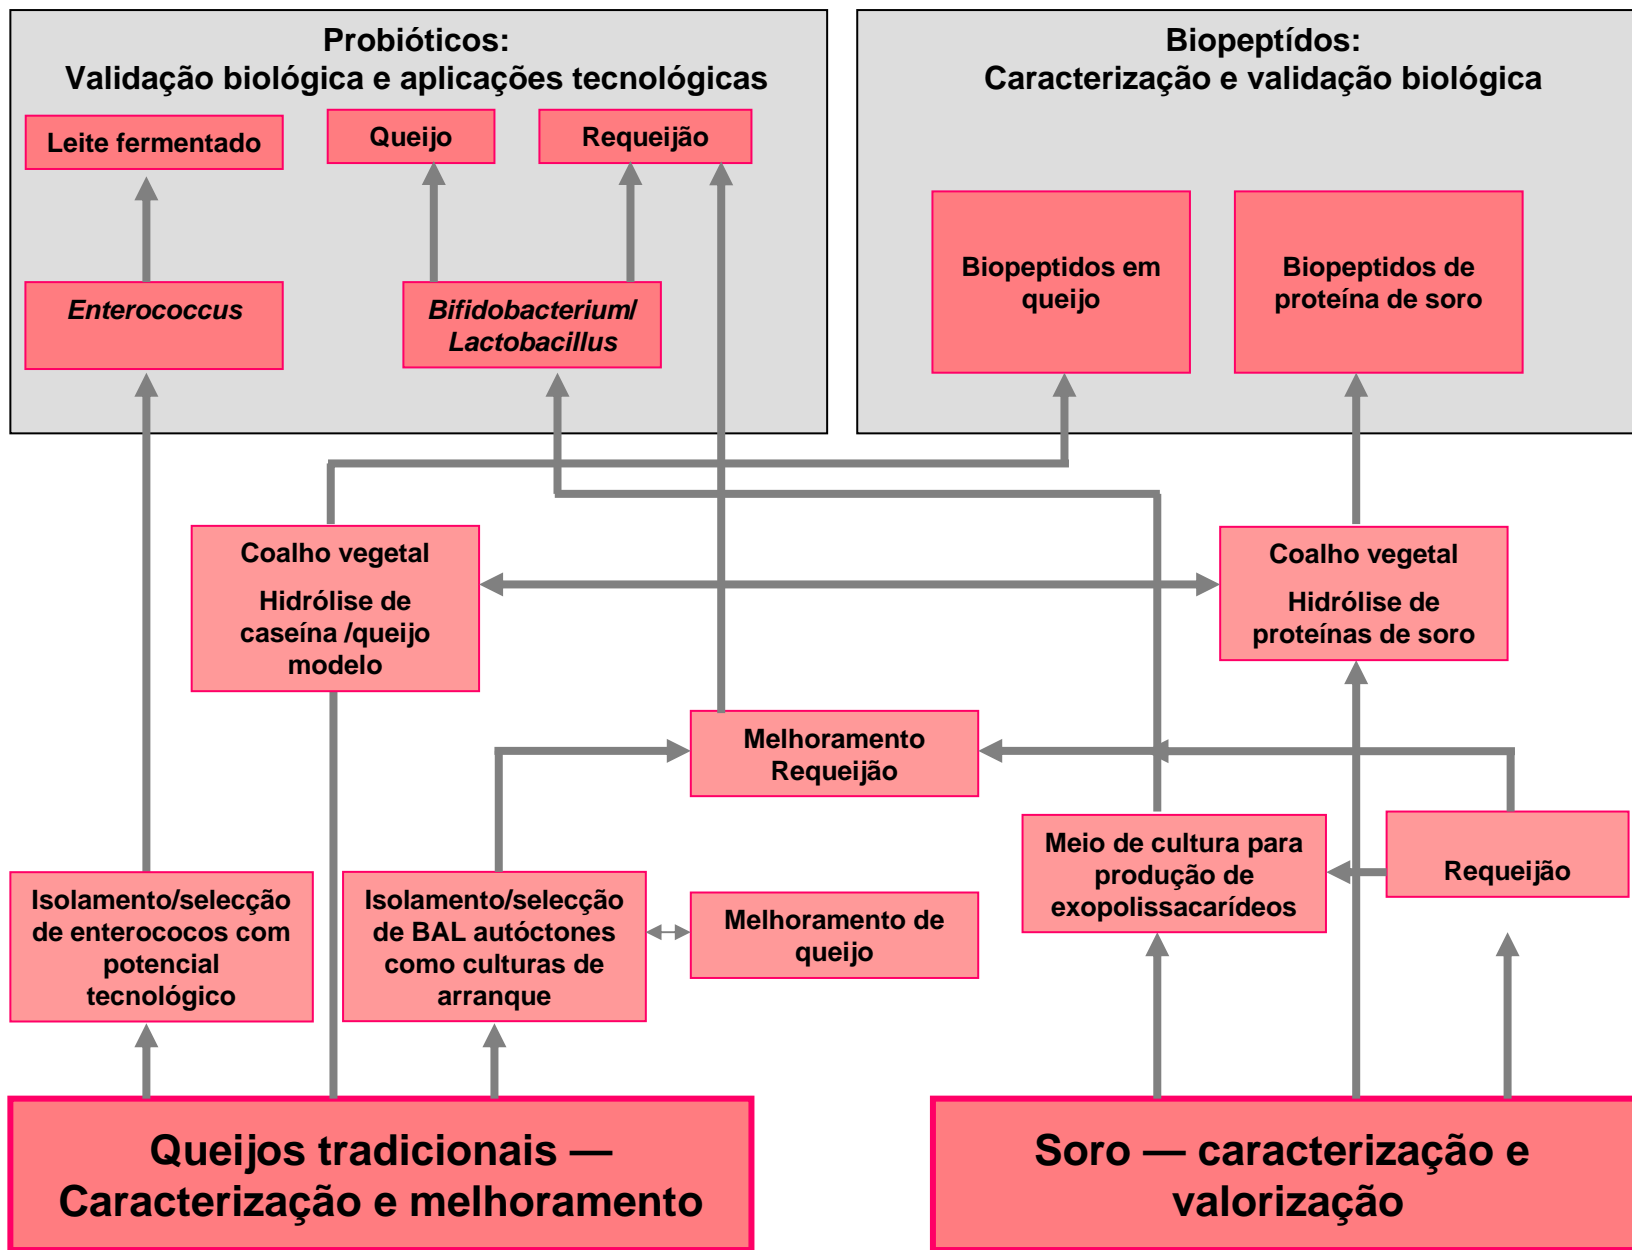 Probióticos:
Validação biológica e aplicações tecnológicas
Leite fermentado
Queijo
Requeijão
Enterococcus
Bifidobacterium/
Lactobacillus
Biopeptídos:
Caracterização e validação biológica
Biopeptidos em
queijo
Biopeptidos de
proteína de soro
Coalho vegetal
Hidrólise de
caseína /queijo
modelo
Coalho vegetal
Hidrólise de
proteínas de soro
Melhoramento
Requeijão
Isolamento/selecção
de enterococos com
potencial
tecnológico
Isolamento/selecção
de BAL autóctones
como culturas de
arranque
Melhoramento de
queijo
Meio de cultura para
produção de
exopolissacarídeos
Requeijão
Queijos tradicionais —
Caracterização e melhoramento
Soro — caracterização e
valorização